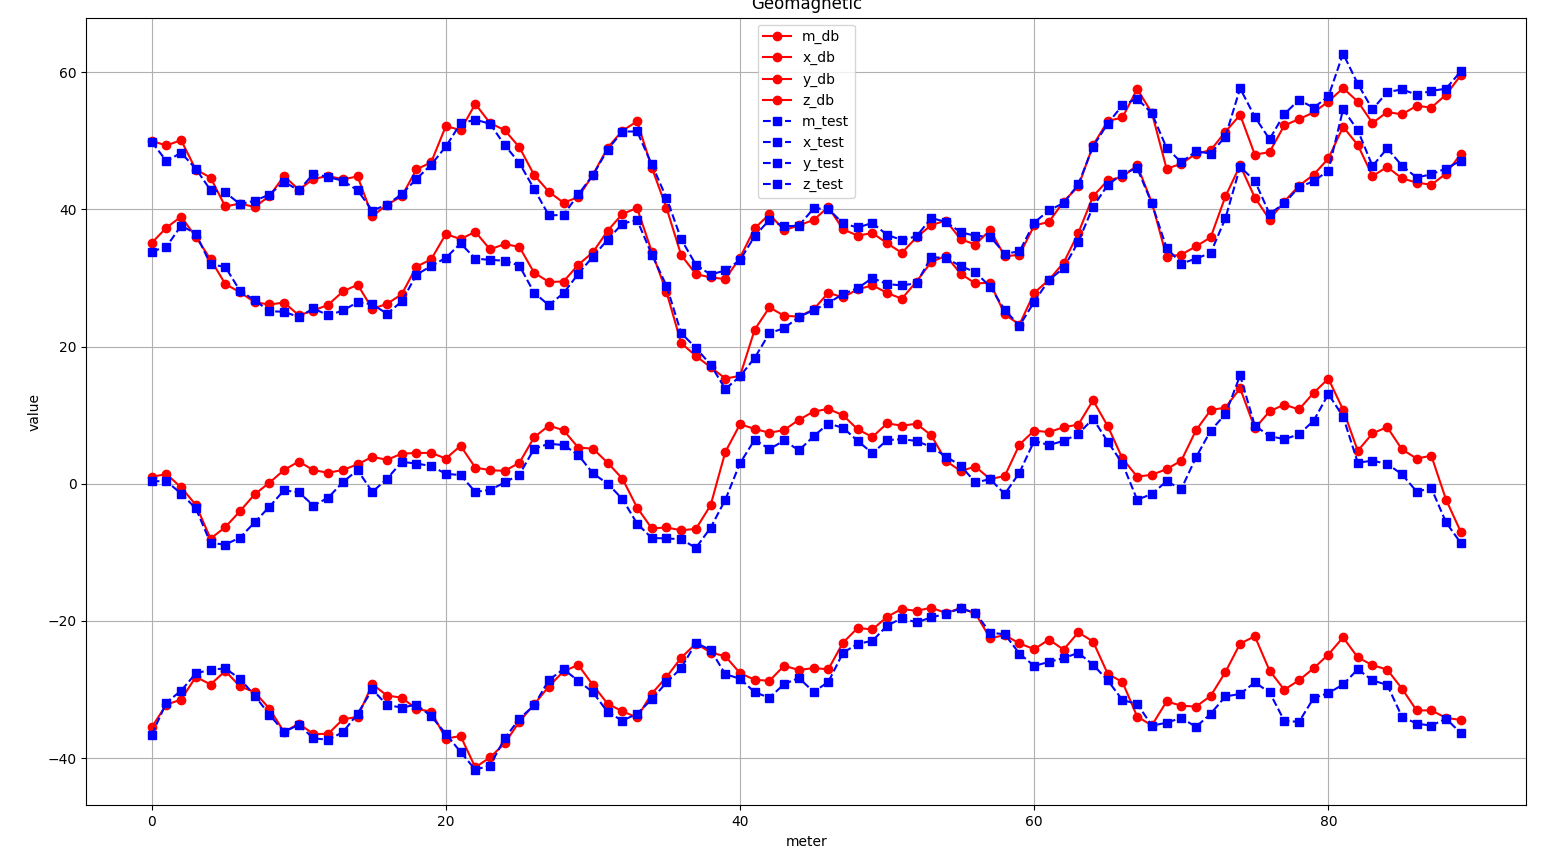 Geomagnetic
m_db
x_db
y_db
z_db
m_test
x_test
y_test
z_test
60
40
20
0
−20
−40
value
0
20
40
60
80
meter